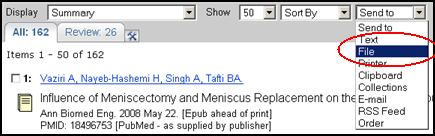 Display Summary Show 50 Sort By Send to
All: 162 Review: 26
Items 1 - 50 of 162
1: Vaziri A, Nayeb-Hashemi H, Singh A, Tafti BA.
Influence of Meniscectomy and Meniscus Replacement on the
Ann Biomed Eng. 2008 May 22. [Epub ahead of print]
PMID: 18496753 [PubMed - as supplied by publisher]
Send to
Text
File
Printer
Clipboard
Collections
E-mail
RSS Feed
Order